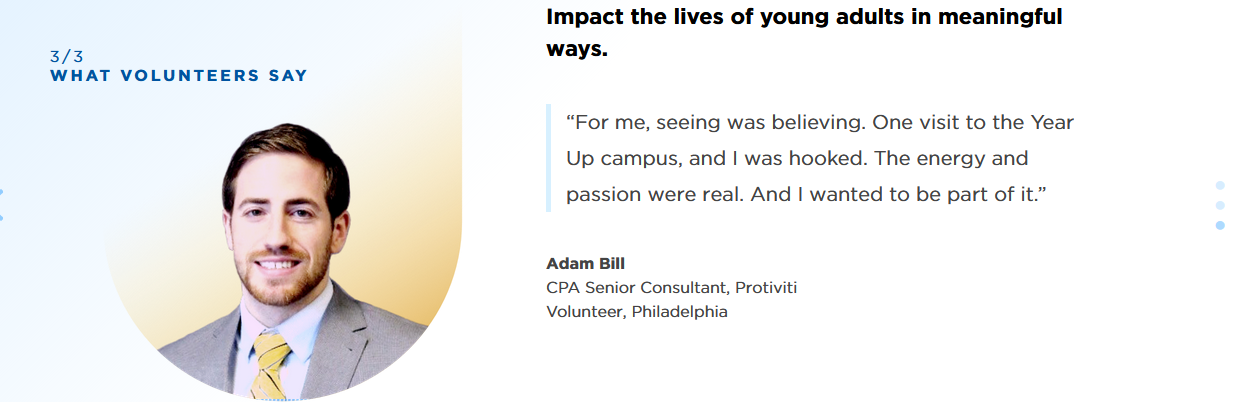 3/3
WHAT VOLUNTEERS SAY
Impact the lives of young adults in meaningful
ways.
“For me, seeing was believing. One visit to the Year
Up campus, and I was hooked. The energy and
passion were real. And I wanted to be part of it.”
Adam Bill
CPA Senior Consultant, Protiviti
Volunteer, Philadelphia